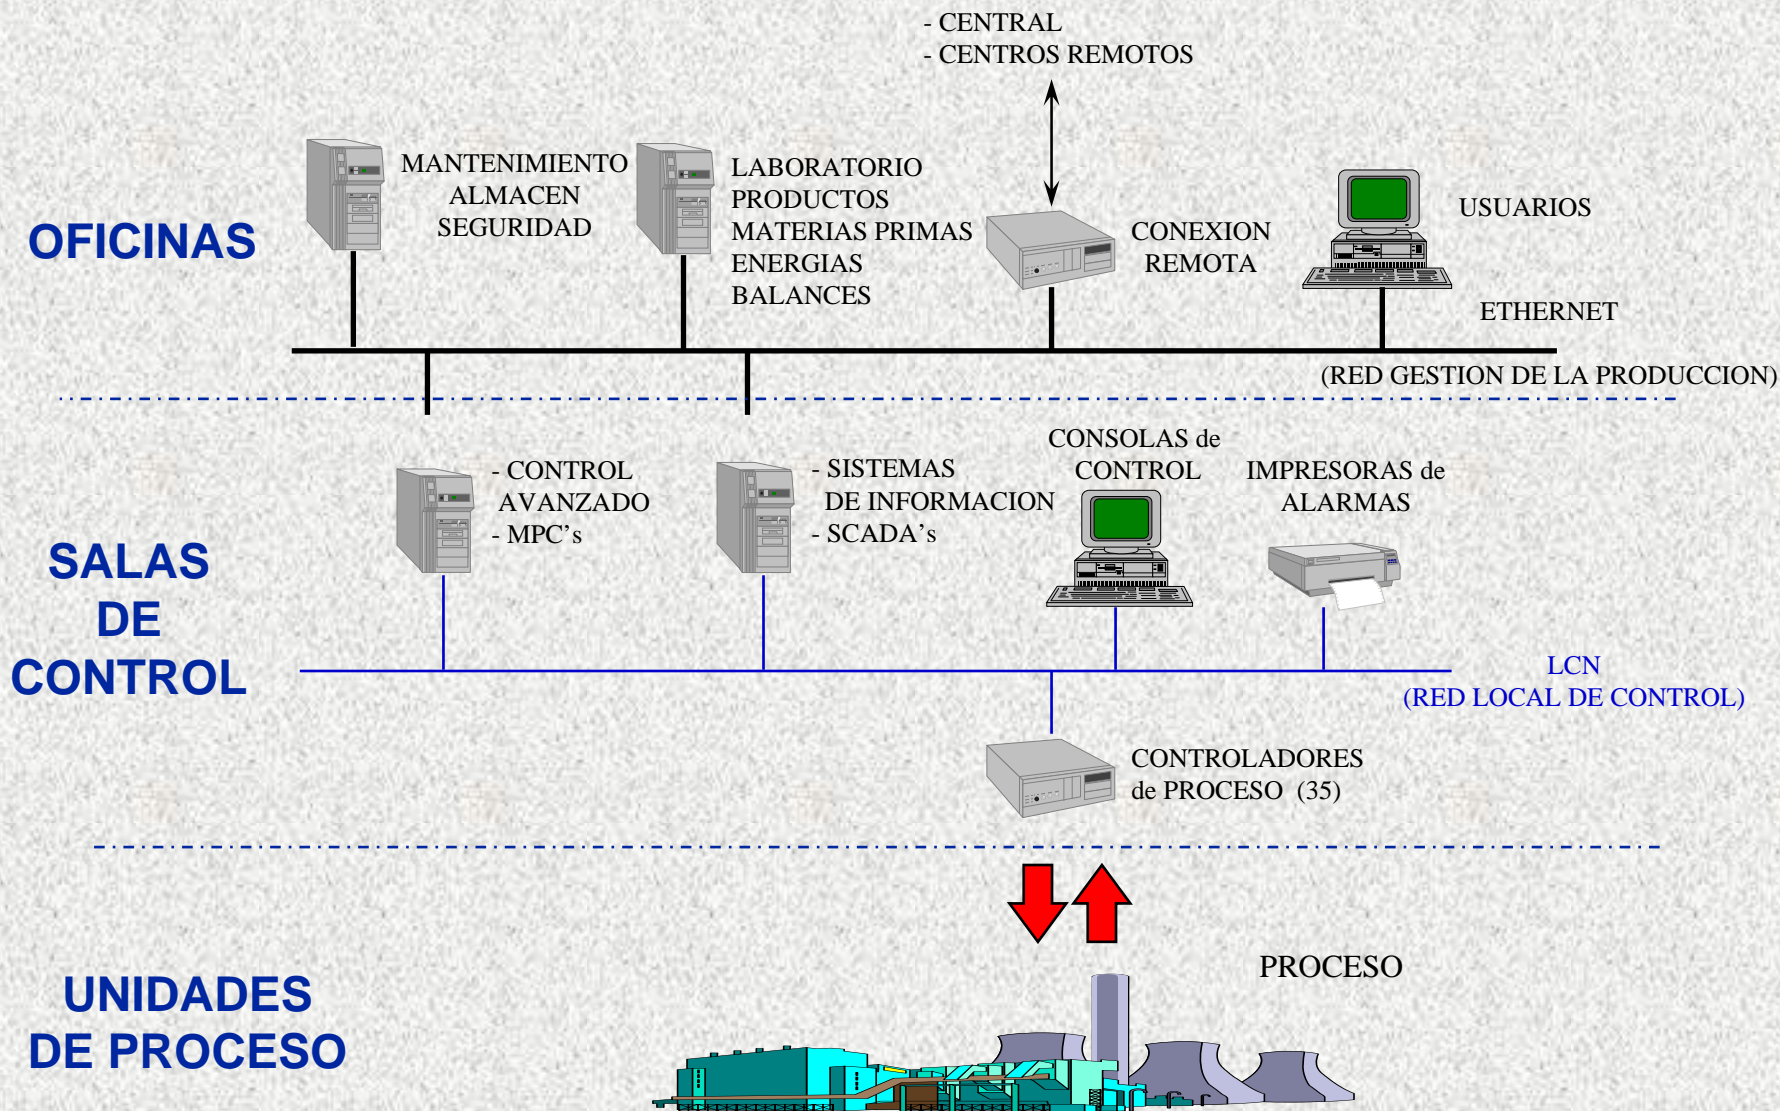 - CENTRAL
- CENTROS REMOTOS
OFICINAS
MANTENIMIENTO
ALMACEN
SEGURIDAD
LABORATORIO
PRODUCTOS
MATERIAS PRIMAS
ENERGIAS
BALANCES
CONEXION
REMOTA
USUARIOS
ETHERNET
(RED GESTION DE LA PRODUCCION)
SALAS
DE
CONTROL
- CONTROL
AVANZADO
- MPC's
- SISTEMAS
DE INFORMACION
- SCADA's
CONSOLAS de
CONTROL
IMPRESORAS de
ALARMAS
LCN
(RED LOCAL DE CONTROL)
CONTROLADORES
de PROCESO (35)
UNIDADES
DE PROCESO
PROCESO